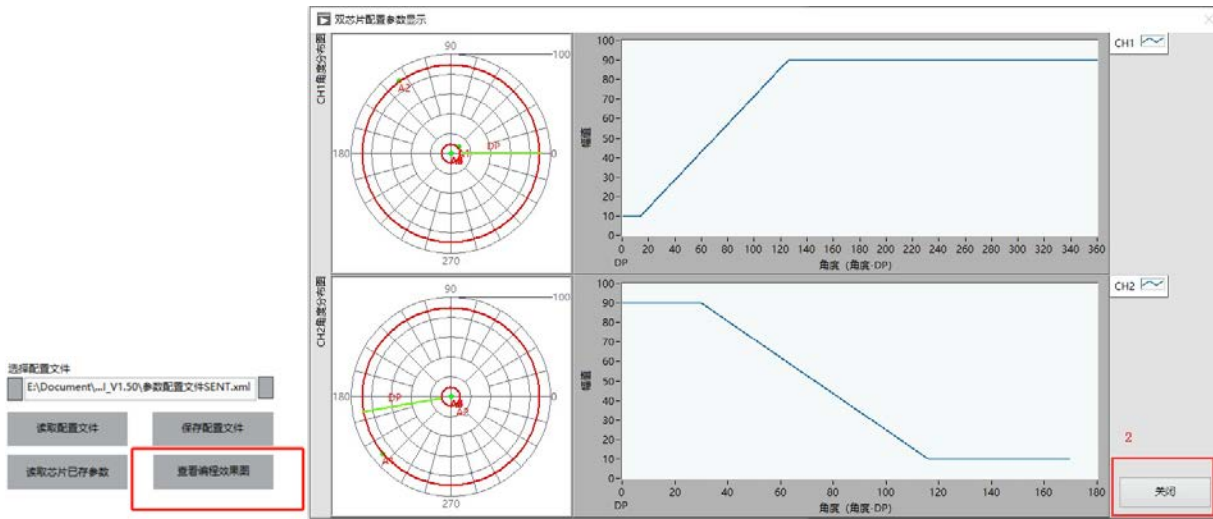 选择配置文件
E:\Document\,...I_V1.50\参数配置文件SENT.xml
读取配置文件
保存配置文件
读取芯片已存参数
查看编程效果图
双芯片配置参数显示
CH1角度分布图
90
100
180
0
270
A2
DP
100
90
80
70
60
50
40
30
20
10
0
幅值
0 20 40 60 80 100 120 140 160 180 200 220 240 260 280 300 320 340 360
DP
角度（角度-DP）
CH1
CH2角度分布图
90
100
180
0
270
DP
A2
100
90
80
70
60
50
40
30
20
10
0
幅值
0 20 40 60 80 100 120 140 160 180
DP
角度（角度-DP）
CH2
2
关闭